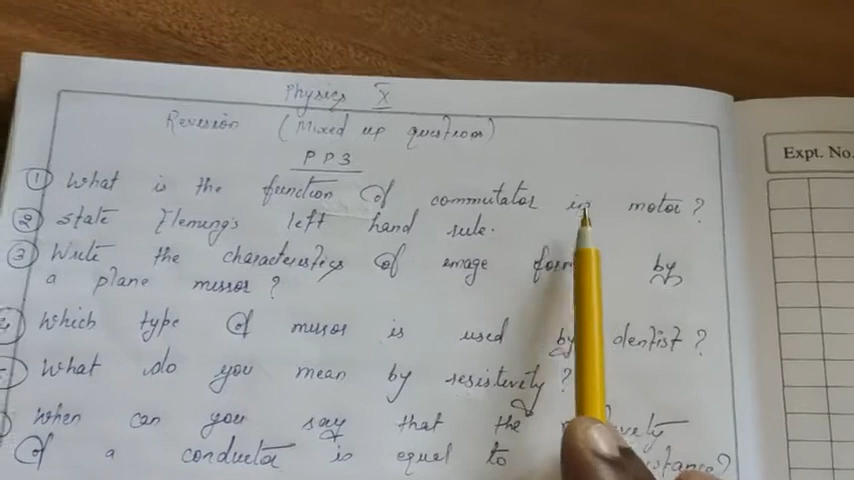 Physics X
Revision (Mixed up question)
PP3
① What is the function of commutator in motor?
② state Fleming's left hand rule.
③ Write the characteristics of image by
a plane mirror?
which type of mirror is used by dentist?
What do you mean by resistivety?
when can you say that the
of a conductor is equal to
Expt. No.